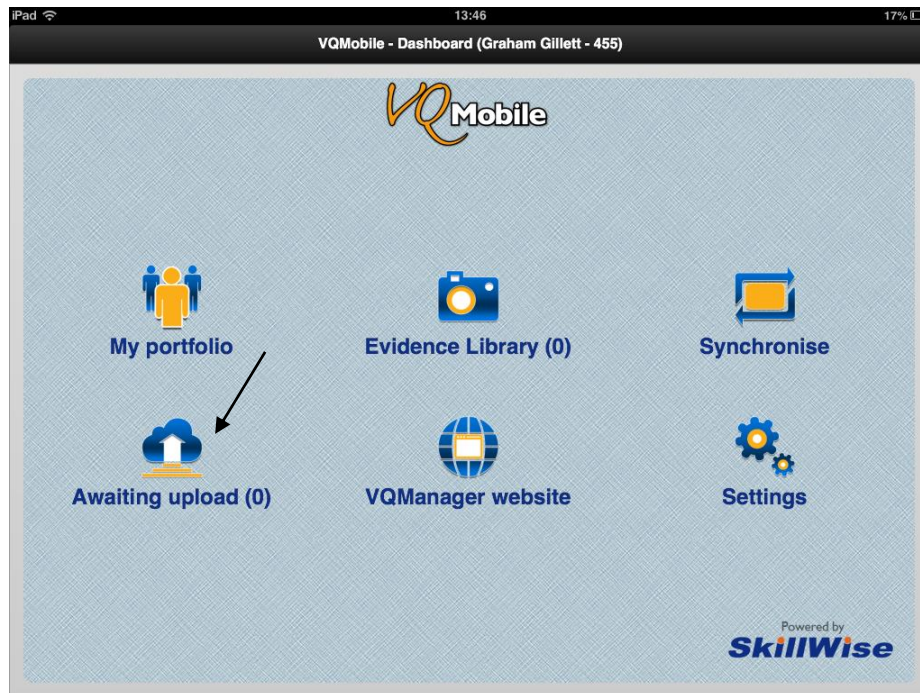 iPad 13:46 17%
VQMobile - Dashboard (Graham Gillett - 455)
VQMobile
My portfolio Evidence Library (0) Synchronise
Awaiting upload (0) VQManager website Settings
Powered by
SkillWise